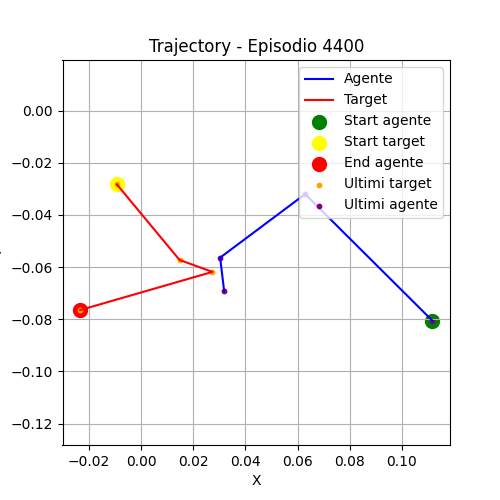 Trajectory - Episodio 4400
Agente
Target
Start agente
Start target
End agente
Ultimi target
Ultimi agente
0.00
−0.02
−0.04
−0.06
−0.08
−0.10
−0.12
−0.02
0.00
0.02
0.04
0.06
0.08
0.10
X